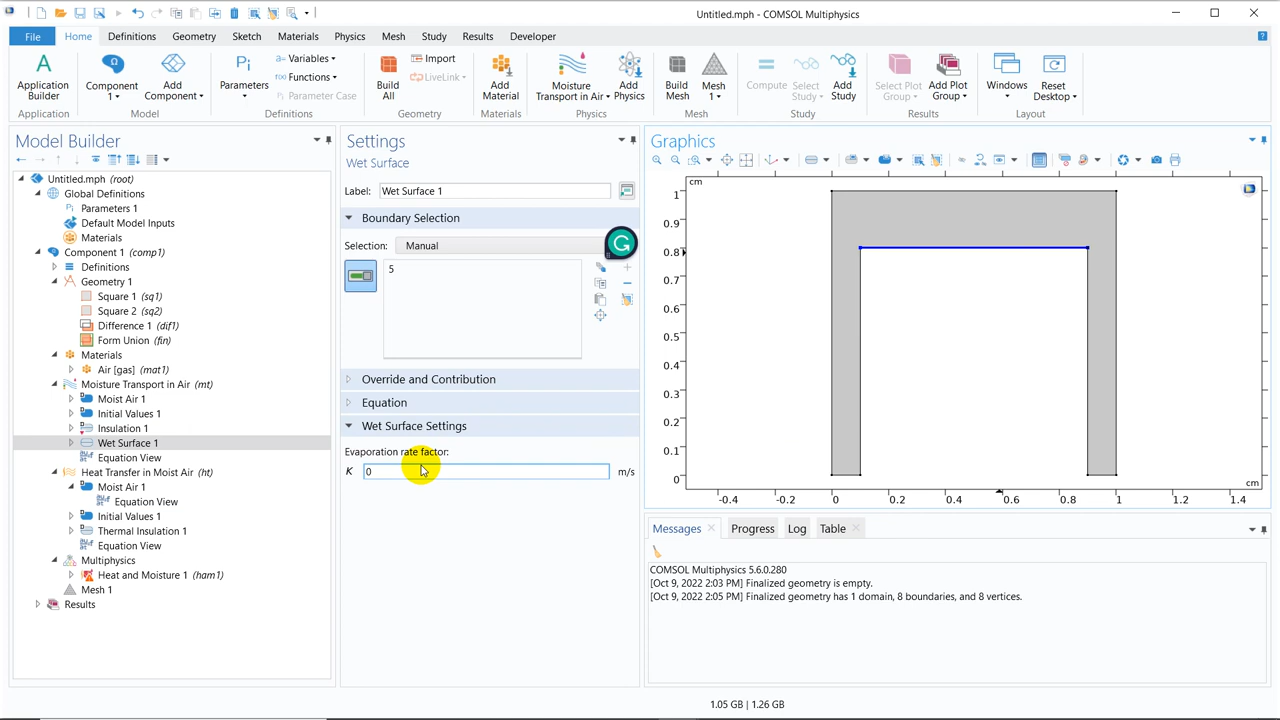 Untitled.mph - COMSOL Multiphysics
File Home Definitions Geometry Sketch Materials Physics Mesh Study Results Developer
Application Builder
Component 1
Add Component
Parameters
a= Variables
f(x) Functions
Pi Parameter Case
Build All
Import
LiveLink
Add Material
Moisture Transport in Air
Add Physics
Build Mesh
Mesh 1
Compute
Select Study
Add Study
Select Plot Group
Add Plot Group
Windows
Reset Desktop
Application Model Definitions Geometry Materials Physics Mesh Study Results Layout
Model Builder
Untitled.mph (root)
Global Definitions
Parameters 1
Default Model Inputs
Materials
Component 1 (comp1)
Definitions
Geometry 1
Square 1 (sq1)
Square 2 (sq2)
Difference 1 (dif1)
Form Union (fin)
Materials
Air [gas] (mat1)
Moisture Transport in Air (mt)
Moist Air 1
Initial Values 1
Insulation 1
Wet Surface 1
Equation View
Heat Transfer in Moist Air (ht)
Moist Air 1
Equation View
Initial Values 1
Thermal Insulation 1
Equation View
Multiphysics
Heat and Moisture 1 (ham1)
Mesh 1
Results
Settings
Wet Surface
Label: Wet Surface 1
Boundary Selection
Selection: Manual
5
Override and Contribution
Equation
Wet Surface Settings
Evaporation rate factor:
K 0 m/s
Graphics
cm
1
0.9
0.8
0.7
0.6
0.5
0.4
0.3
0.2
0.1
0
-0.4 -0.2 0 0.2 0.4 0.6 0.8 1 1.2 1.4
cm
Messages Progress Log Table
COMSOL Multiphysics 5.6.0.280
[Oct 9, 2022 2:03 PM] Finalized geometry is empty.
[Oct 9, 2022 2:05 PM] Finalized geometry has 1 domain, 8 boundaries, and 8 vertices.
1.05 GB | 1.26 GB